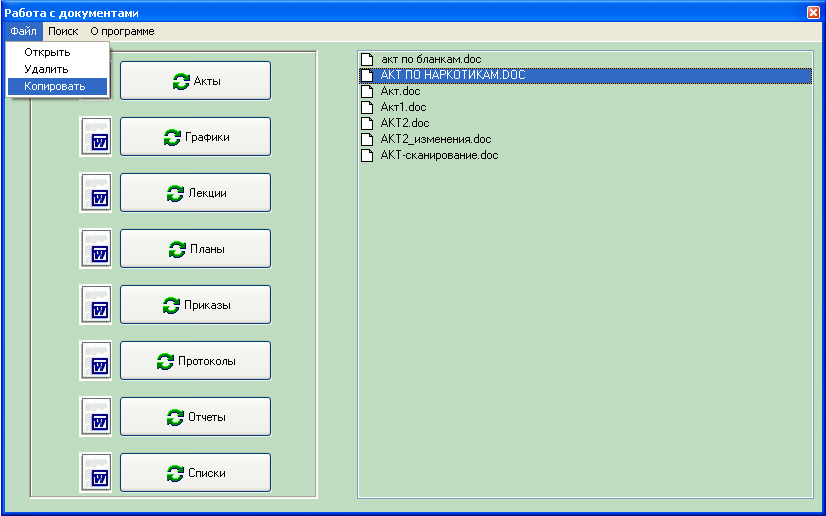 Работа с документами
Файл Поиск О программе
Открыть
Удалить
Копировать
Акты
Графики
Лекции
Планы
Приказы
Протоколы
Отчеты
Списки
акт по бланкам.doc
АКТ ПО НАРКОТИКАМ.DOC
Акт.doc
Акт1.doc
АКТ2.doc
АКТ2_изменения.doc
АКТ-сканирование.doc